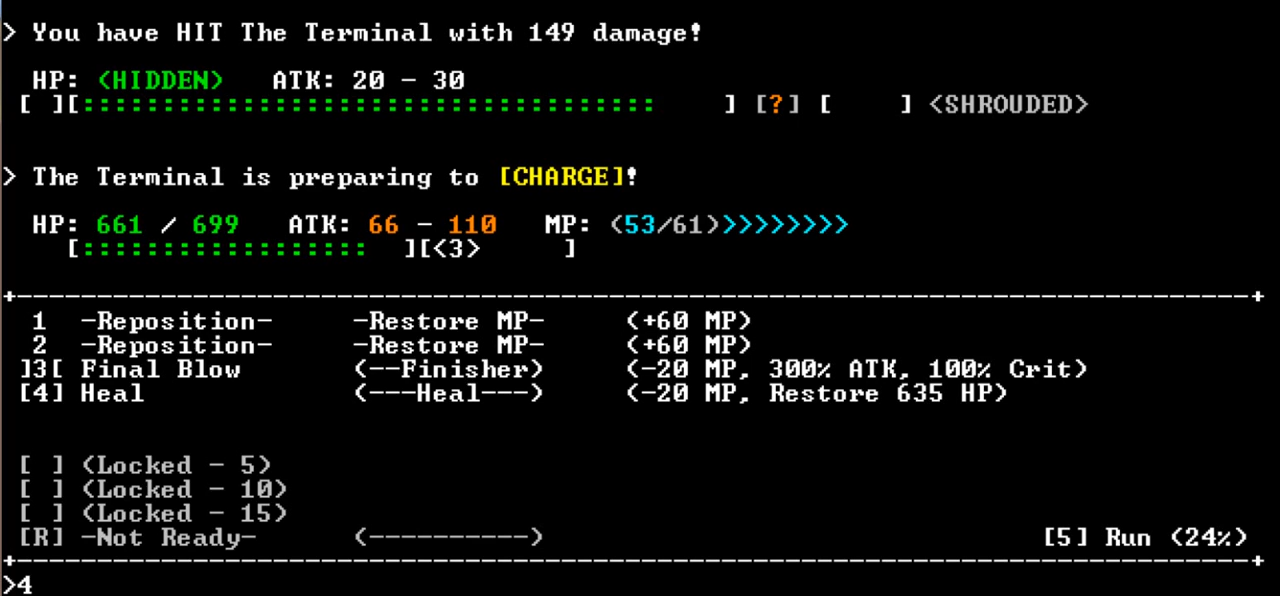 > You have HIT The Terminal with 149 damage!
HP: <HIDDEN> ATK: 20 - 30
[ ][:::::::::::::::::::::::::::::::::::: ] [?] [ ] <SHROUDED>
> The Terminal is preparing to [CHARGE]!
HP: 661 / 699 ATK: 66 - 110 MP: (53/61)>>>>>>>>
[:::::::::::::::::: ][<3> ]
+------------------------------------------------------------------------------+
1 -Reposition- -Restore MP- (+60 MP)
2 -Reposition- -Restore MP- (+60 MP)
]3[ Final Blow (--Finisher) (-20 MP, 300% ATK, 100% Crit)
[4] Heal (---Heal---) (-20 MP, Restore 635 HP)
[ ] (Locked - 5)
[ ] (Locked - 10)
[ ] (Locked - 15)
[R] -Not Ready- (----------) [5] Run (24%)
+------------------------------------------------------------------------------+
>4